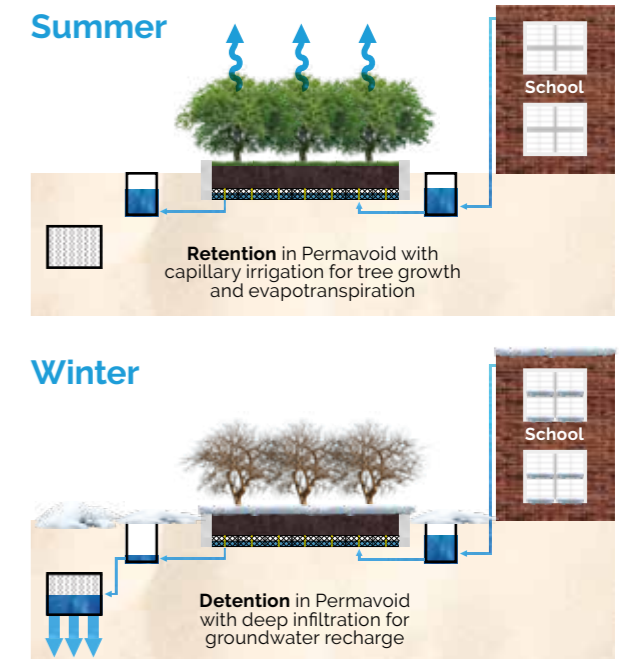 Summer
School
Retention in Permavoid with
capillary irrigation for tree growth
and evapotranspiration
Winter
School
Detention in Permavoid
with deep infiltration for
groundwater recharge